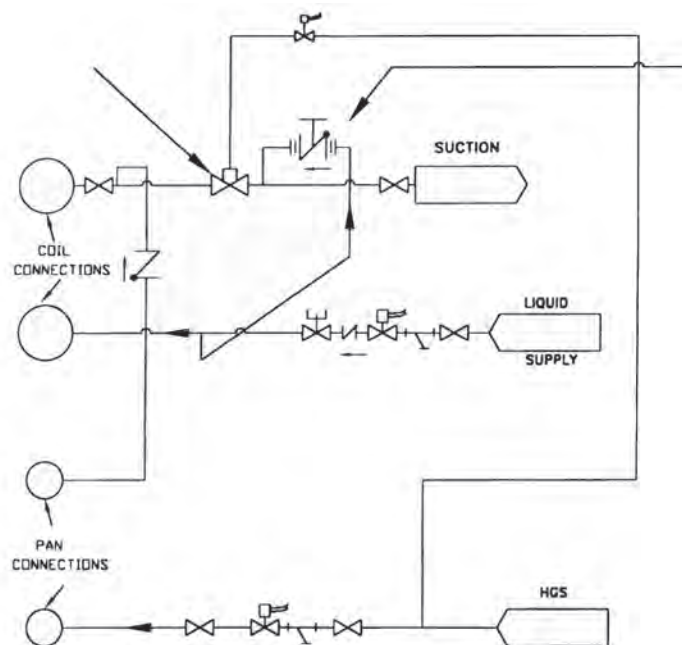 SUCTION
COIL
CONNECTIONS
LIQUID
SUPPLY
PAN
CONNECTIONS
HGS